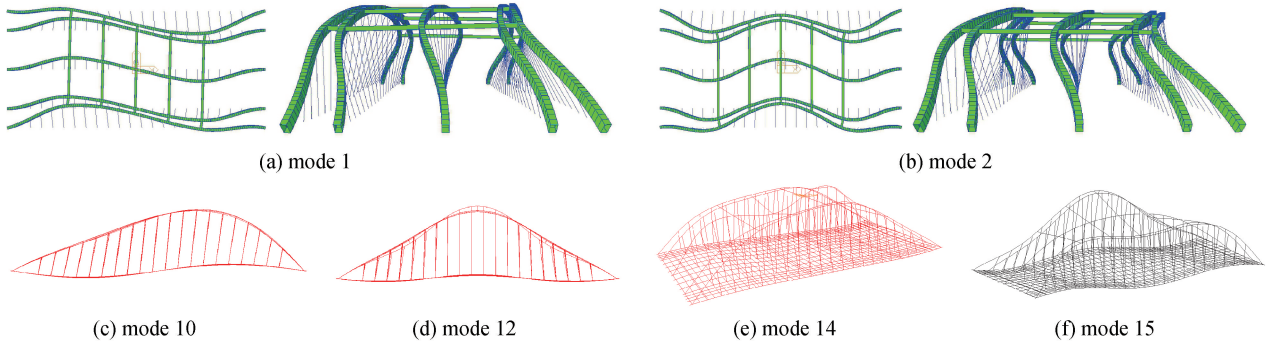 (a) mode 1
(b) mode 2
(c) mode 10
(d) mode 12
(e) mode 14
(f) mode 15